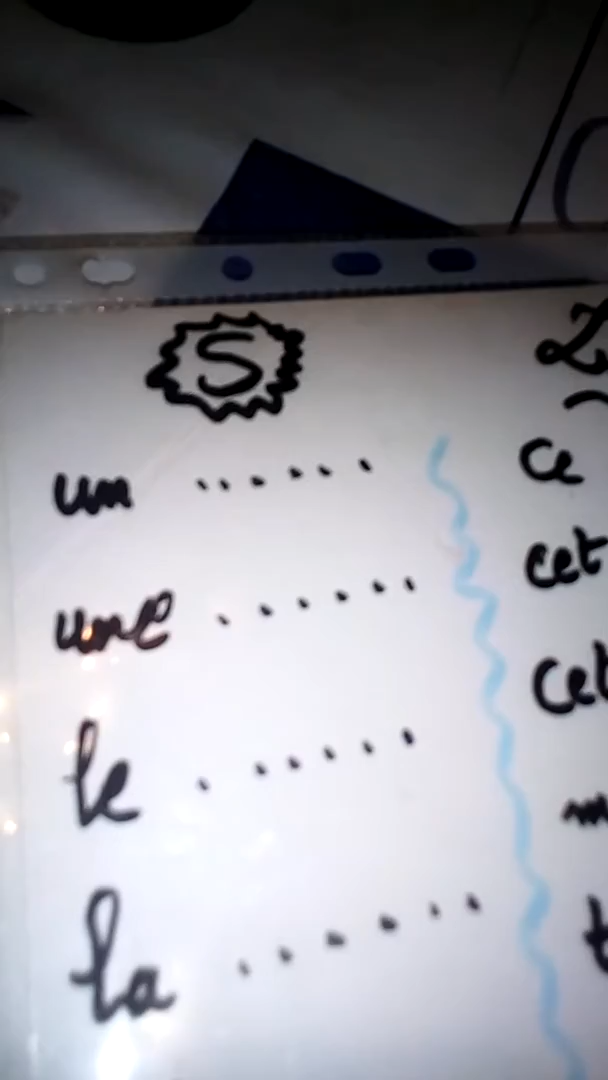 S
un ......
une ......
le ......
la ......
ce
cet